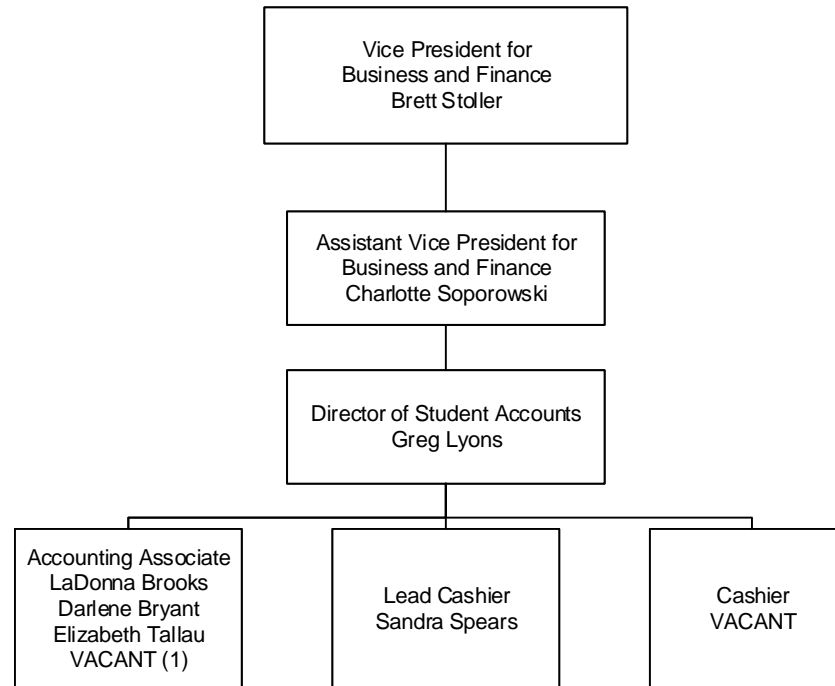 Vice President for
Business and Finance
Brett Stoller
Assistant Vice President for
Business and Finance
Charlotte Soporowski
Director of Student Accounts
Greg Lyons
Accounting Associate
LaDonna Brooks
Darlene Bryant
Elizabeth Tallau
VACANT (1)
Lead Cashier
Sandra Spears
Cashier
VACANT